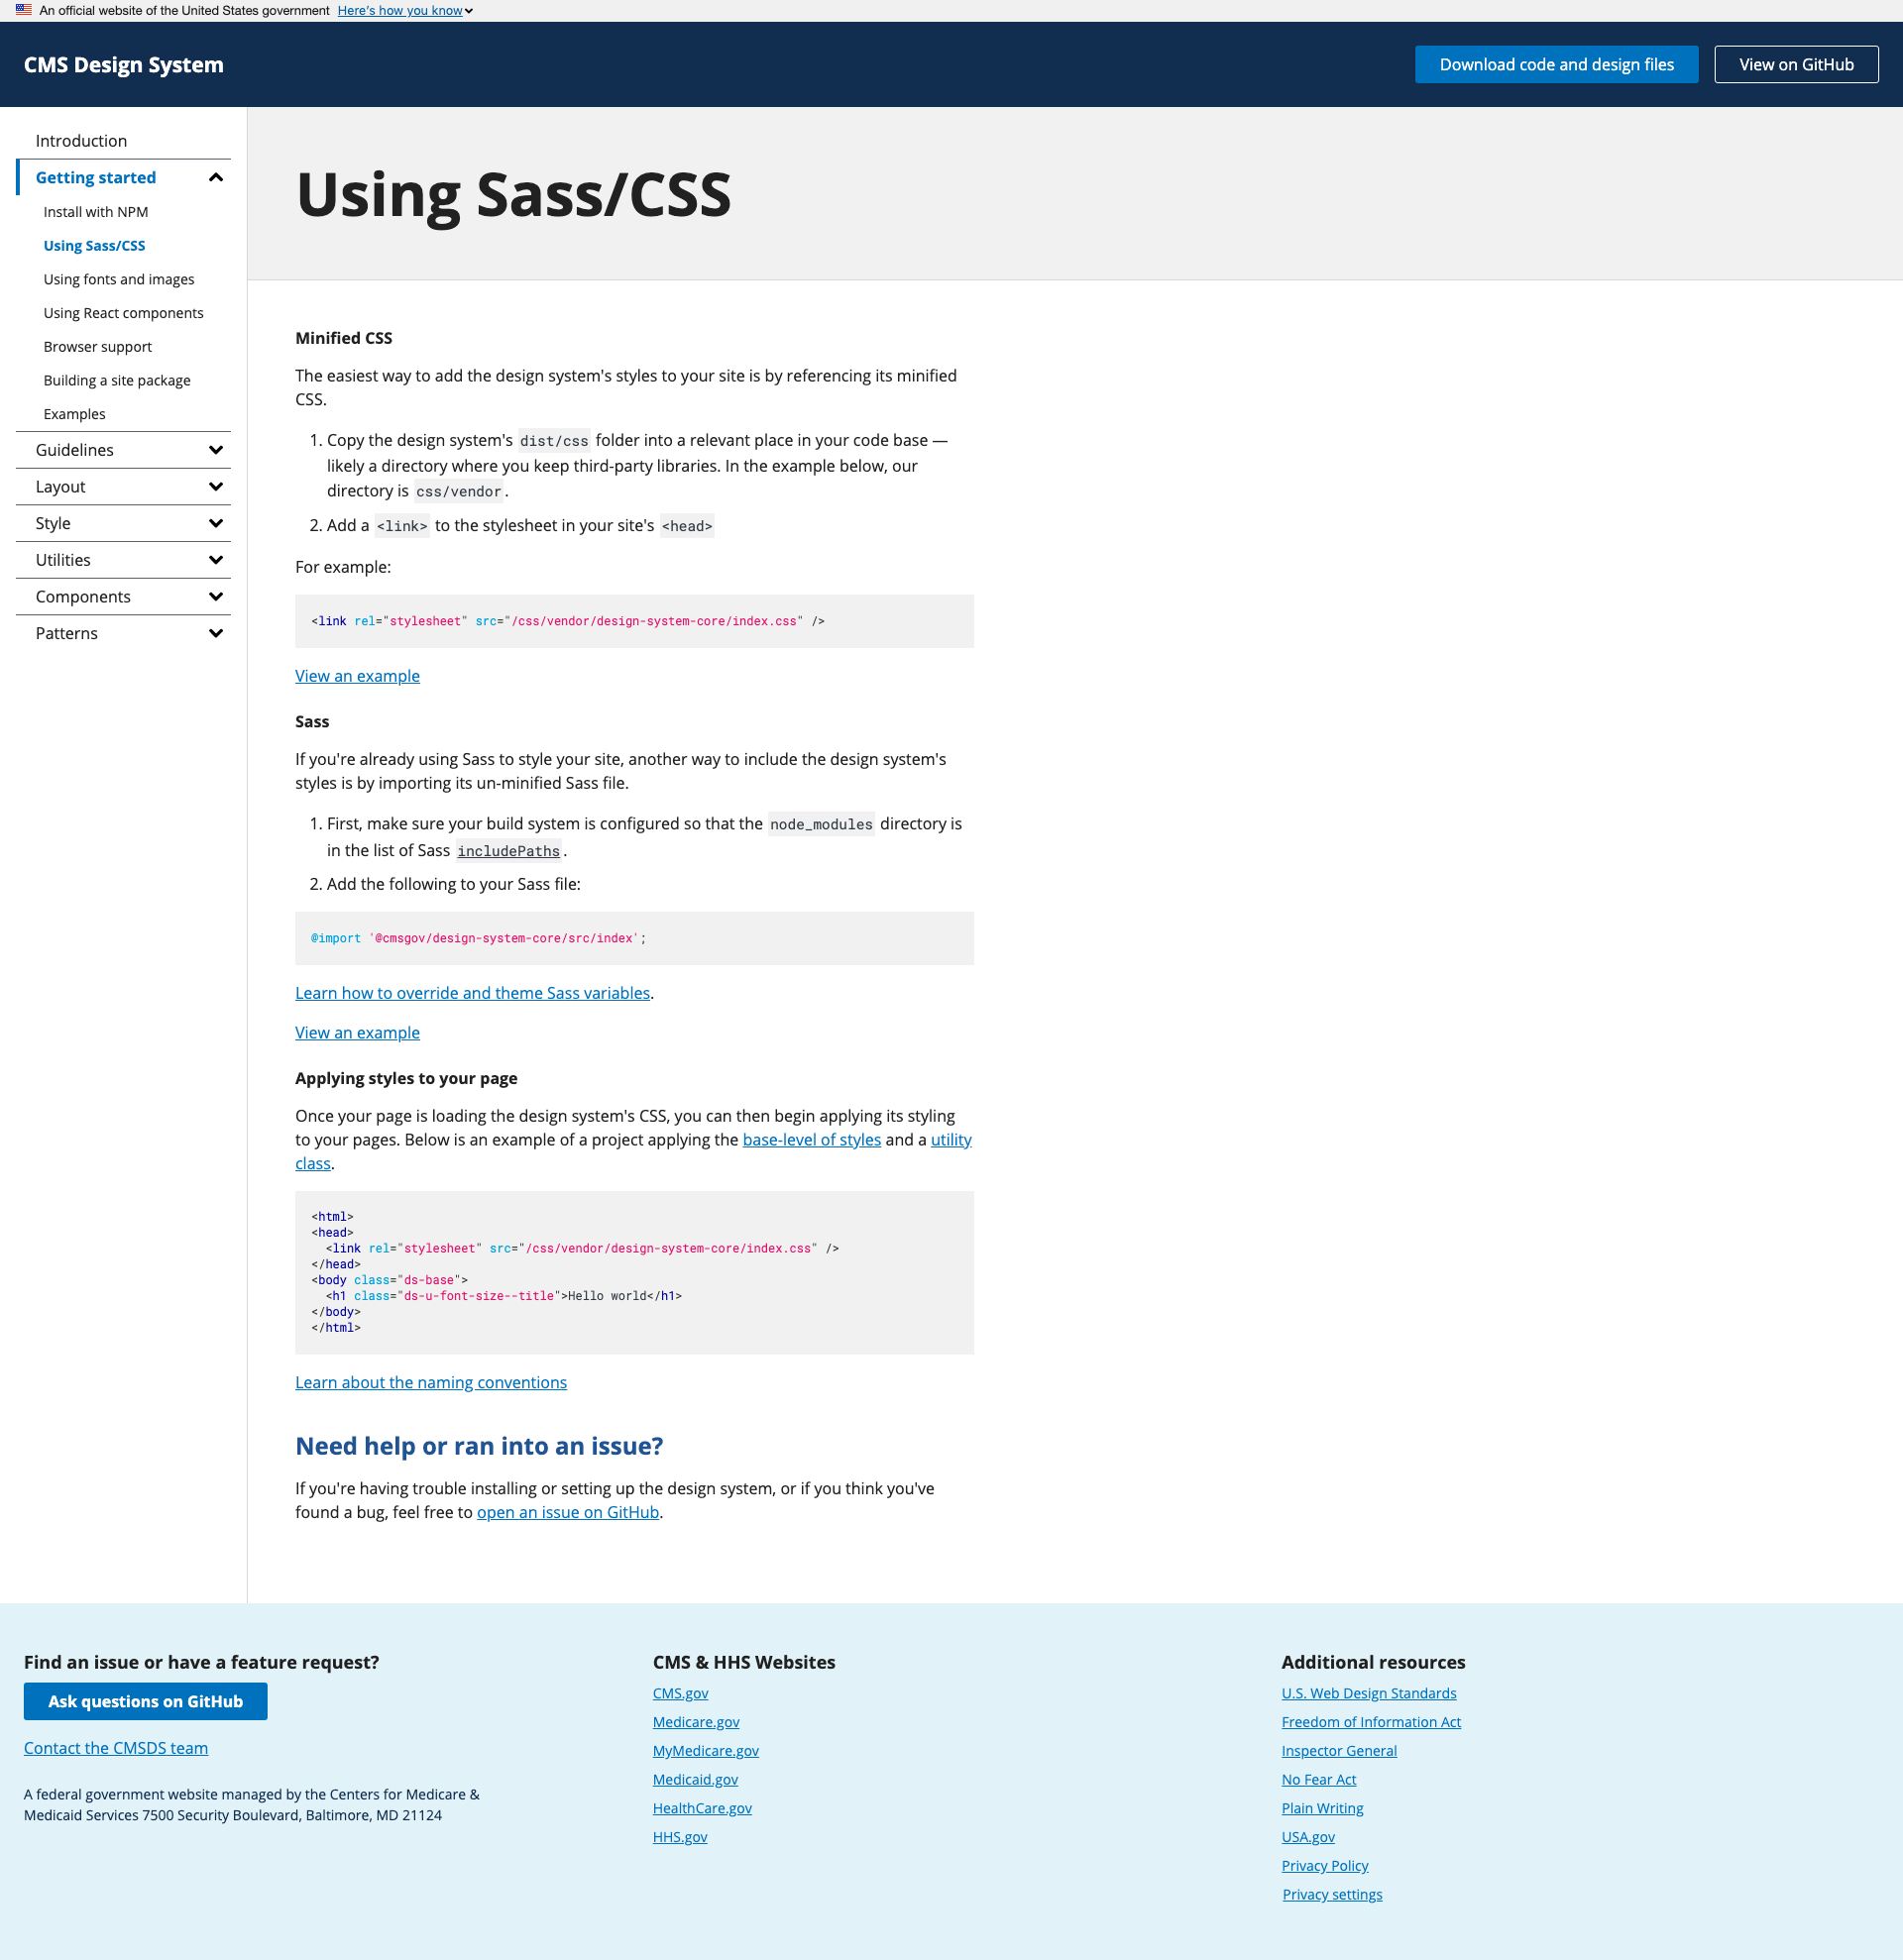 An official website of the United States government Here's how you know
CMS Design System
Download code and design files
View on GitHub
Introduction
Getting started
Install with NPM
Using Sass/CSS
Using fonts and images
Using React components
Browser support
Building a site package
Examples
Guidelines
Layout
Style
Utilities
Components
Patterns
Using Sass/CSS
Minified CSS
The easiest way to add the design system's styles to your site is by referencing its minified
CSS.
1. Copy the design system's dist/css folder into a relevant place in your code base —
likely a directory where you keep third-party libraries. In the example below, our
directory is css/vendor.
2. Add a <link> to the stylesheet in your site's <head>
For example:
<link rel="stylesheet" src="/css/vendor/design-system-core/index.css" />
View an example
Sass
If you're already using Sass to style your site, another way to include the design system's
styles is by importing its un-minified Sass file.
1. First, make sure your build system is configured so that the node_modules directory is
in the list of Sass includePaths.
2. Add the following to your Sass file:
@import '@cmsgov/design-system-core/src/index';
Learn how to override and theme Sass variables.
View an example
Applying styles to your page
Once your page is loading the design system's CSS, you can then begin applying its styling
to your pages. Below is an example of a project applying the base-level of styles and a utility
class.
<html>
<head>
<link rel="stylesheet" src="/css/vendor/design-system-core/index.css" />
</head>
<body class="ds-base">
<h1 class="ds-u-font-size--title">Hello world</h1>
</body>
</html>
Learn about the naming conventions
Need help or ran into an issue?
If you're having trouble installing or setting up the design system, or if you think you've
found a bug, feel free to open an issue on GitHub.
Find an issue or have a feature request?
Ask questions on GitHub
Contact the CMSDS team
A federal government website managed by the Centers for Medicare &
Medicaid Services 7500 Security Boulevard, Baltimore, MD 21124
CMS & HHS Websites
CMS.gov
Medicare.gov
MyMedicare.gov
Medicaid.gov
HealthCare.gov
HHS.gov
Additional resources
U.S. Web Design Standards
Freedom of Information Act
Inspector General
No Fear Act
Plain Writing
USA.gov
Privacy Policy
Privacy settings